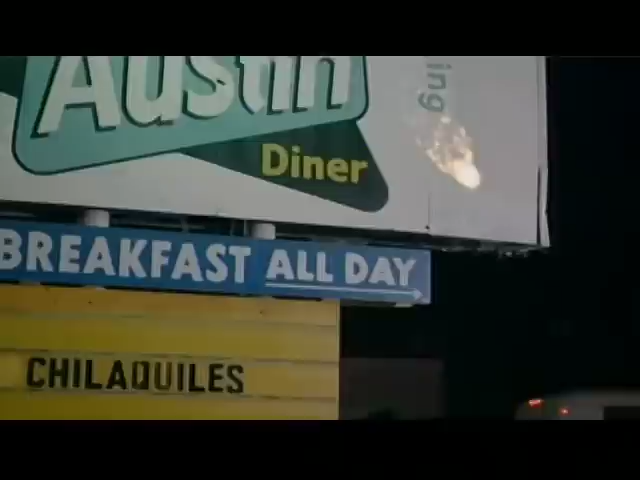 Austin
Diner
ing
BREAKFAST ALL DAY
CHILAQUILES